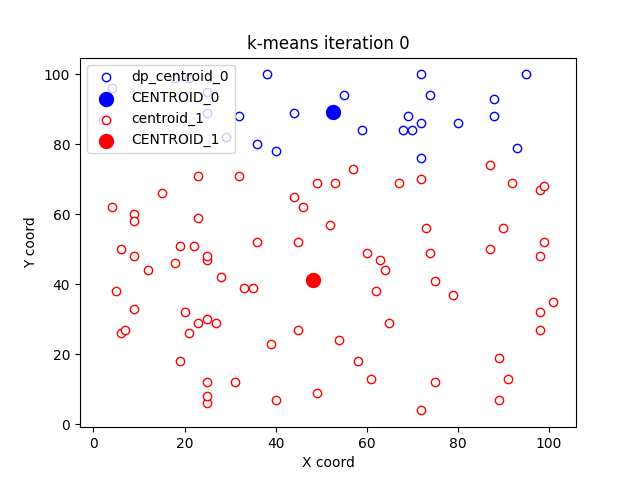 k-means iteration 0
dp_centroid_0
CENTROID_0
centroid_1
CENTROID_1
100
80
60
40
20
0
Y coord
0 20 40 60 80 100
X coord